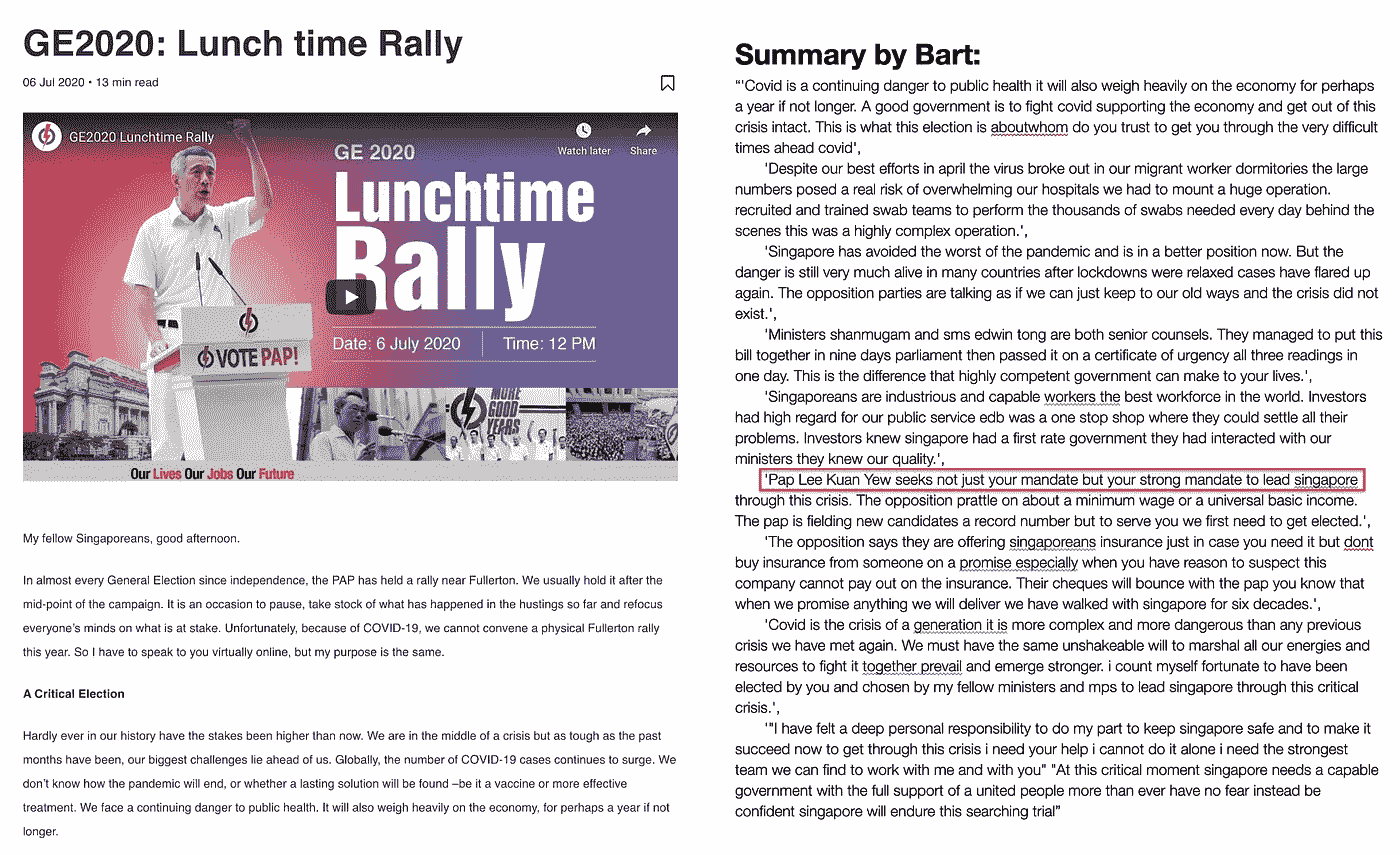 GE2020: Lunch time Rally
06 Jul 2020 • 13 min read
GE2020 Lunchtime Rally
Watch later
Share
GE 2020
Lunchtime
Rally
Date: 6 July 2020
Time: 12 PM
VOTE PAP!
MORE
GOOD
YEARS
Our Lives Our Jobs Our Future
My fellow Singaporeans, good afternoon.
In almost every General Election since independence, the PAP has held a rally near Fullerton. We usually hold it after the
mid-point of the campaign. It is an occasion to pause, take stock of what has happened in the hustings so far and refocus
everyone's minds on what is at stake. Unfortunately, because of COVID-19, we cannot convene a physical Fullerton rally
this year. So I have to speak to you virtually online, but my purpose is the same.
A Critical Election
Hardly ever in our history have the stakes been higher than now. We are in the middle of a crisis but as tough as the past
months have been, our biggest challenges lie ahead of us. Globally, the number of COVID-19 cases continues to surge. We
don't know how the pandemic will end, or whether a lasting solution will be found –be it a vaccine or more effective
treatment. We face a continuing danger to public health. It will also weigh heavily on the economy, for perhaps a year if not
longer.
Summary by Bart:
“'Covid is a continuing danger to public health it will also weigh heavily on the economy for perhaps
a year if not longer. A good government is to fight covid supporting the economy and get out of this
crisis intact. This is what this election is aboutwhom do you trust to get you through the very difficult
times ahead covid',
'Despite our best efforts in april the virus broke out in our migrant worker dormitories the large
numbers posed a real risk of overwhelming our hospitals we had to mount a huge operation.
recruited and trained swab teams to perform the thousands of swabs needed every day behind the
scenes this was a highly complex operation.',
'Singapore has avoided the worst of the pandemic and is in a better position now. But the
danger is still very much alive in many countries after lockdowns were relaxed cases have flared up
again. The opposition parties are talking as if we can just keep to our old ways and the crisis did not
exist.',
'Ministers shanmugam and sms edwin tong are both senior counsels. They managed to put this
bill together in nine days parliament then passed it on a certificate of urgency all three readings in
one day. This is the difference that highly competent government can make to your lives.',
'Singaporeans are industrious and capable workers the best workforce in the world. Investors
had high regard for our public service edb was a one stop shop where they could settle all their
problems. Investors knew singapore had a first rate government they had interacted with our
ministers they knew our quality.',
'Pap Lee Kuan Yew seeks not just your mandate but your strong mandate to lead singapore
through this crisis. The opposition prattle on about a minimum wage or a universal basic income.
The pap is fielding new candidates a record number but to serve you we first need to get elected.',
'The opposition says they are offering singaporeans insurance just in case you need it but dont
buy insurance from someone on a promise especially when you have reason to suspect this
company cannot pay out on the insurance. Their cheques will bounce with the pap you know that
when we promise anything we will deliver we have walked with singapore for six decades.',
'Covid is the crisis of a generation it is more complex and more dangerous than any previous
crisis we have met again. We must have the same unshakeable will to marshal all our energies and
resources to fight it together prevail and emerge stronger. i count myself fortunate to have been
elected by you and chosen by my fellow ministers and mps to lead singapore through this critical
crisis.',
'"I have felt a deep personal responsibility to do my part to keep singapore safe and to make it
succeed now to get through this crisis i need your help i cannot do it alone i need the strongest
team we can find to work with me and with you" "At this critical moment singapore needs a capable
government with the full support of a united people more than ever have no fear instead be
confident singapore will endure this searching trial”